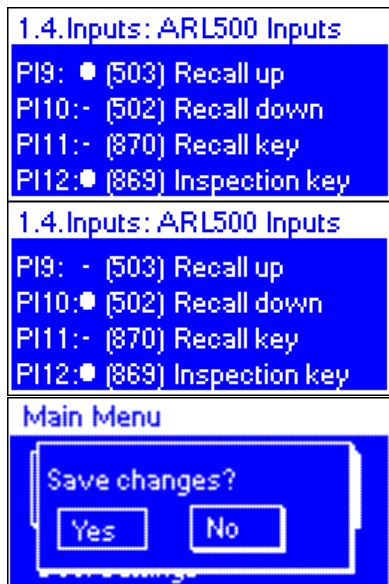 1.4.Inputs: ARL500 Inputs
PI9: ● (503) Recall up
PI10:- (502) Recall down
PI11:- (870) Recall key
PI12:● (869) Inspection key
1.4.Inputs: ARL500 Inputs
PI9: - (503) Recall up
PI10:● (502) Recall down
PI11:- (870) Recall key
PI12:● (869) Inspection key
Main Menu
Save changes?
Yes No